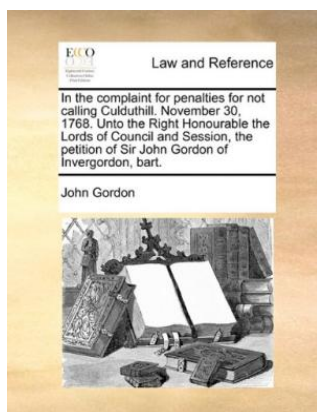 ECCO
Law and Reference
In the complaint for penalties for not
calling Culduthill. November 30,
1768. Unto the Right Honourable the
Lords of Council and Session, the
petition of Sir John Gordon of
Invergordon, bart.
John Gordon